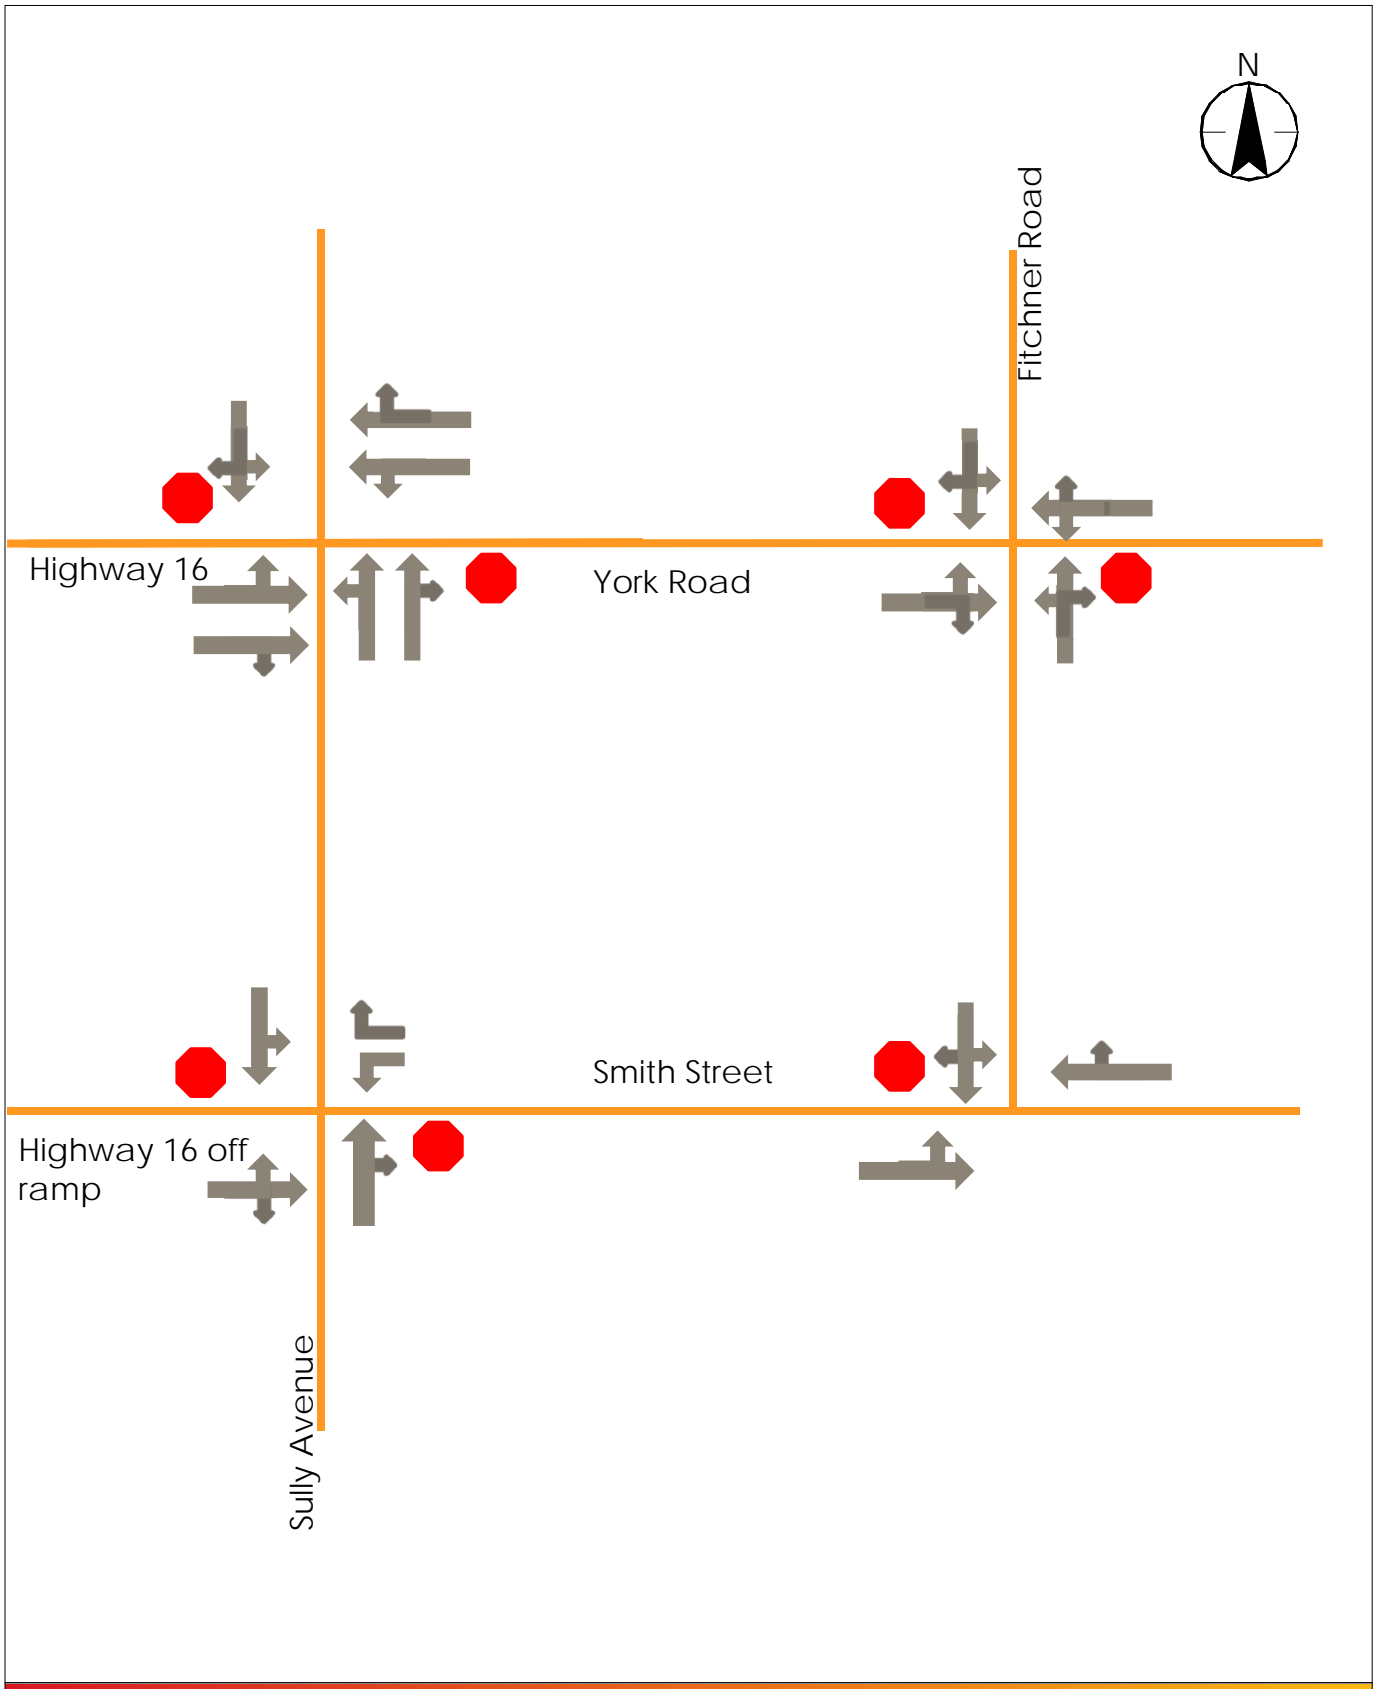 N
Fitchner Road
Highway 16
York Road
Smith Street
Highway 16 off
ramp
Sully Avenue